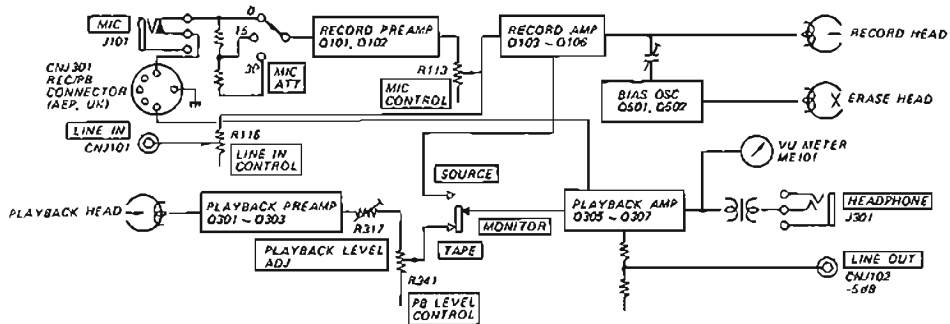 MIC
J101
CNJ301
REC/PB
CONNECTOR
(AEP, UK)
LINE IN
CNJ101
0
15
30
MIC
ATT
RECORD PREAMP
Q101, Q102
R113
MIC
CONTROL
R116
LINE IN
CONTROL
RECORD AMP
Q103 ~ Q106
BIAS OSC
Q501, Q502
RECORD HEAD
ERASE HEAD
VU METER
ME101
SOURCE
PLAYBACK HEAD
PLAYBACK PREAMP
Q301 ~ Q303
R317
PLAYBACK LEVEL
ADJ
MONITOR
TAPE
R341
PB LEVEL
CONTROL
PLAYBACK AMP
Q305 ~ Q307
HEADPHONE
J301
LINE OUT
CNJ102
-5dB